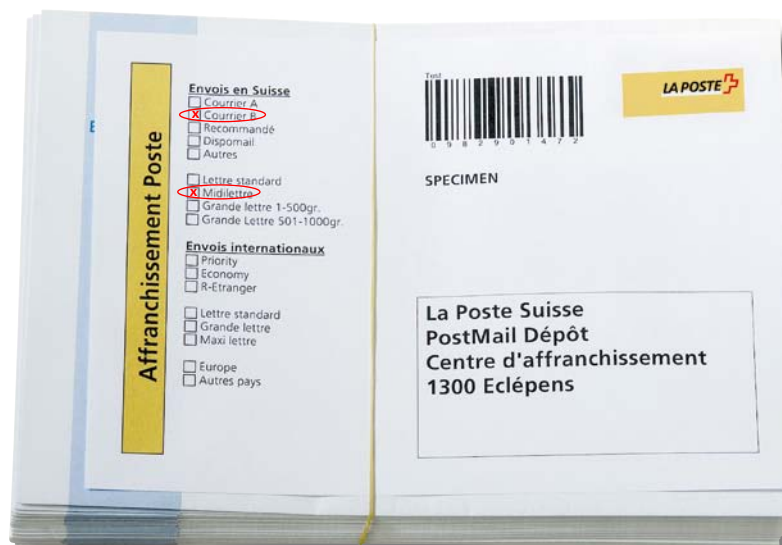 Affranchissement Poste
Envois en Suisse
Courrier A
X Courrier B
Recommandé
Dispomail
Autres
Lettre standard
X Midilettre
Grande lettre 1-500gr.
Grande Lettre 501-1000gr.
Envois internationaux
Priority
Economy
R-Etranger
Lettre standard
Grande lettre
Maxi lettre
Europe
Autres pays
Test
0982901472
SPECIMEN
LA POSTE
La Poste Suisse
PostMail Dépôt
Centre d'affranchissement
1300 Eclépens